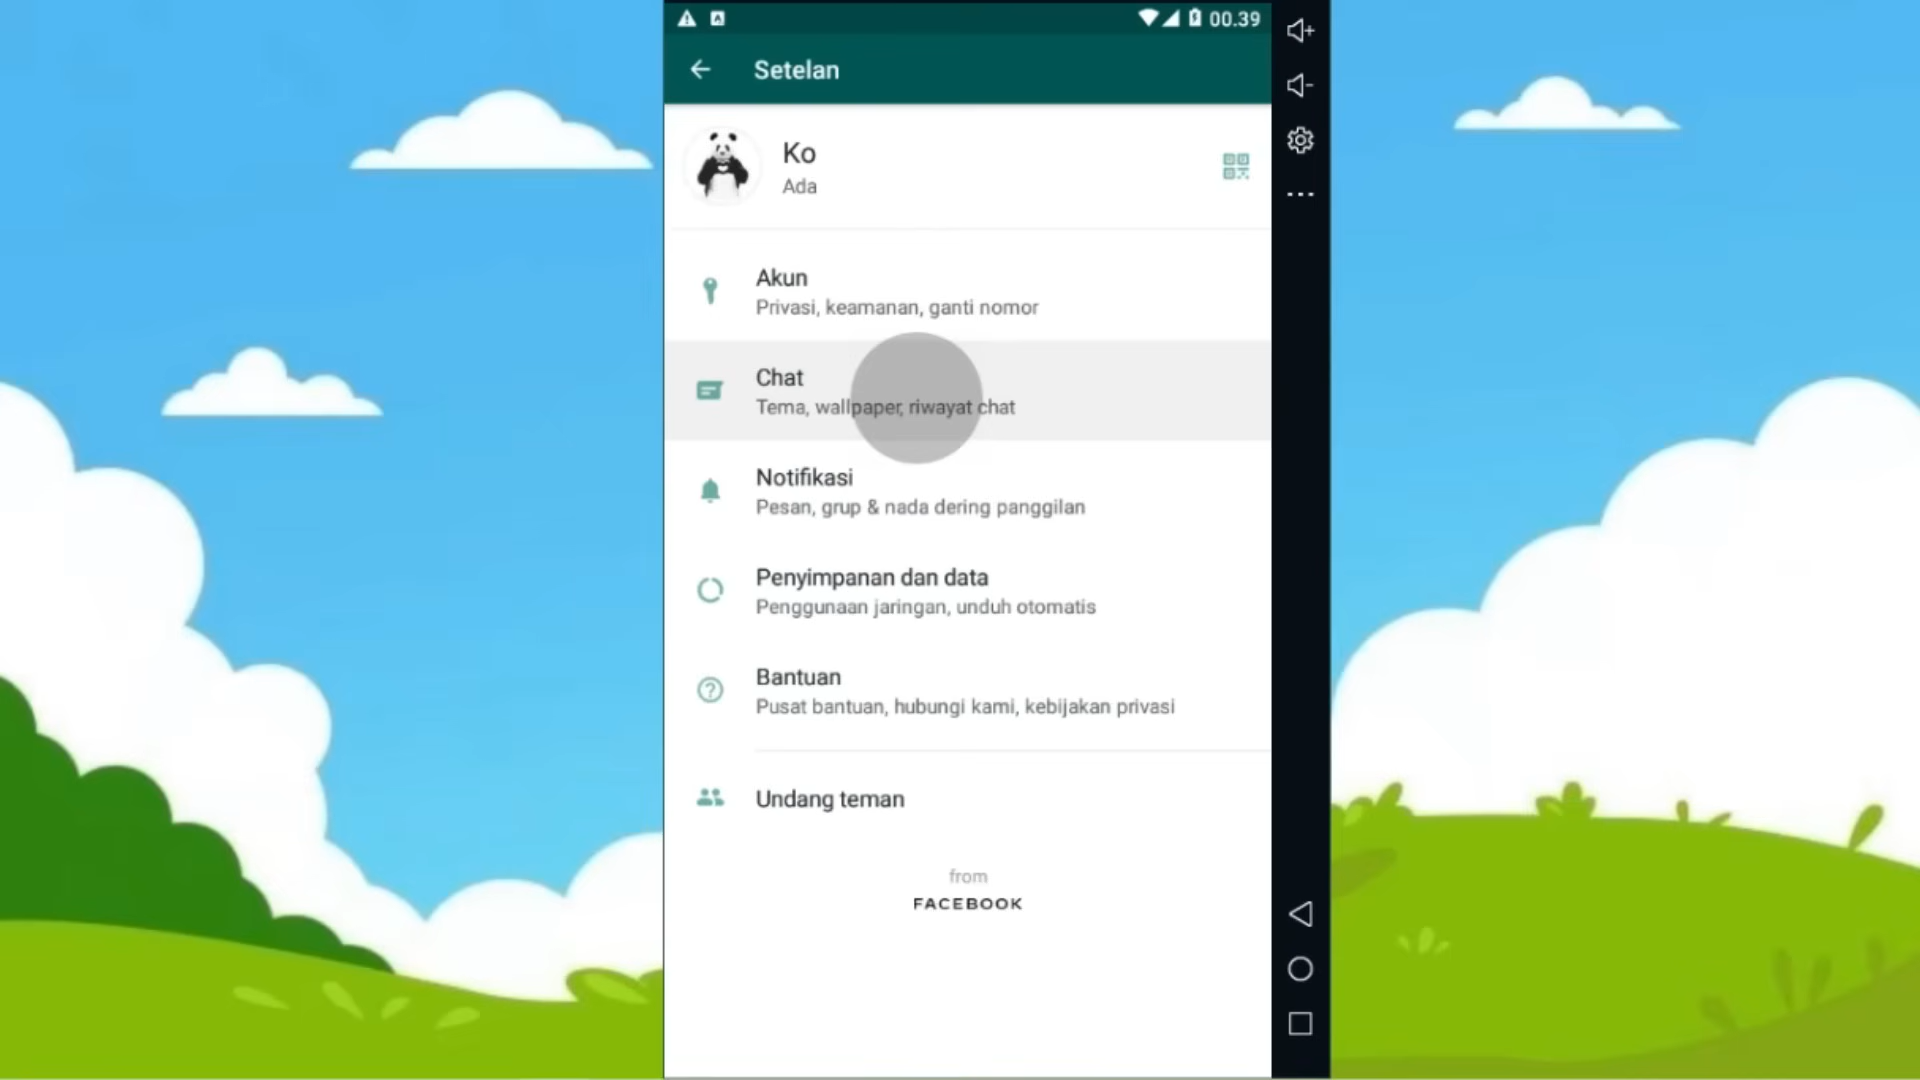 00.39
Setelan
Ko
Ada
Akun
Privasi, keamanan, ganti nomor
Chat
Tema, wallpaper, riwayat chat
Notifikasi
Pesan, grup & nada dering panggilan
Penyimpanan dan data
Penggunaan jaringan, unduh otomatis
Bantuan
Pusat bantuan, hubungi kami, kebijakan privasi
Undang teman
from
FACEBOOK